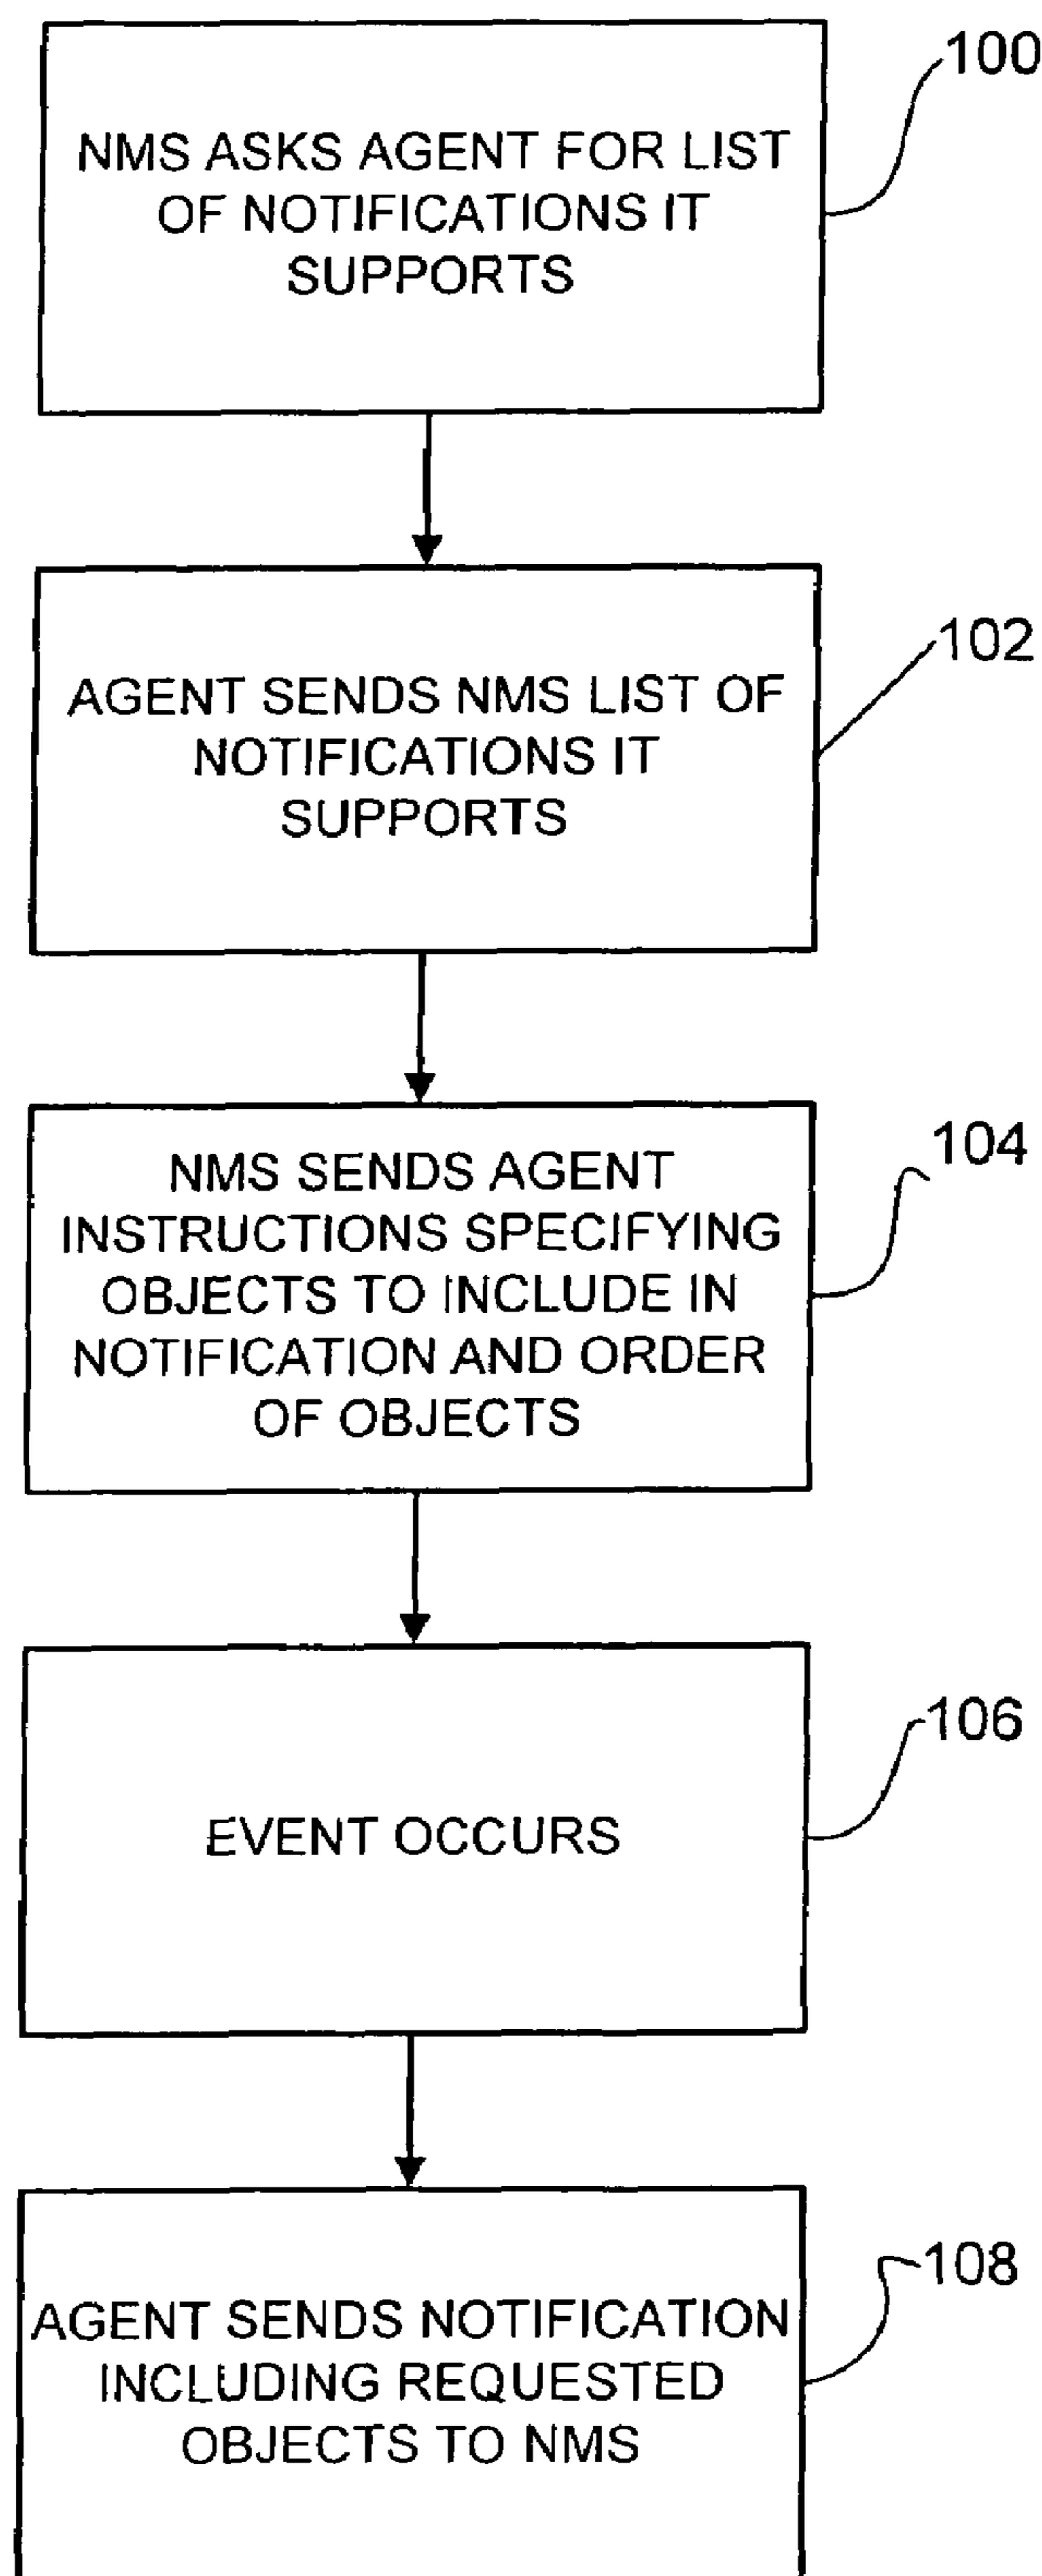 100
NMS ASKS AGENT FOR LIST
OF NOTIFICATIONS IT
SUPPORTS
102
AGENT SENDS NMS LIST OF
NOTIFICATIONS IT
SUPPORTS
104
NMS SENDS AGENT
INSTRUCTIONS SPECIFYING
OBJECTS TO INCLUDE IN
NOTIFICATION AND ORDER
OF OBJECTS
106
EVENT OCCURS
108
AGENT SENDS NOTIFICATION
INCLUDING REQUESTED
OBJECTS TO NMS